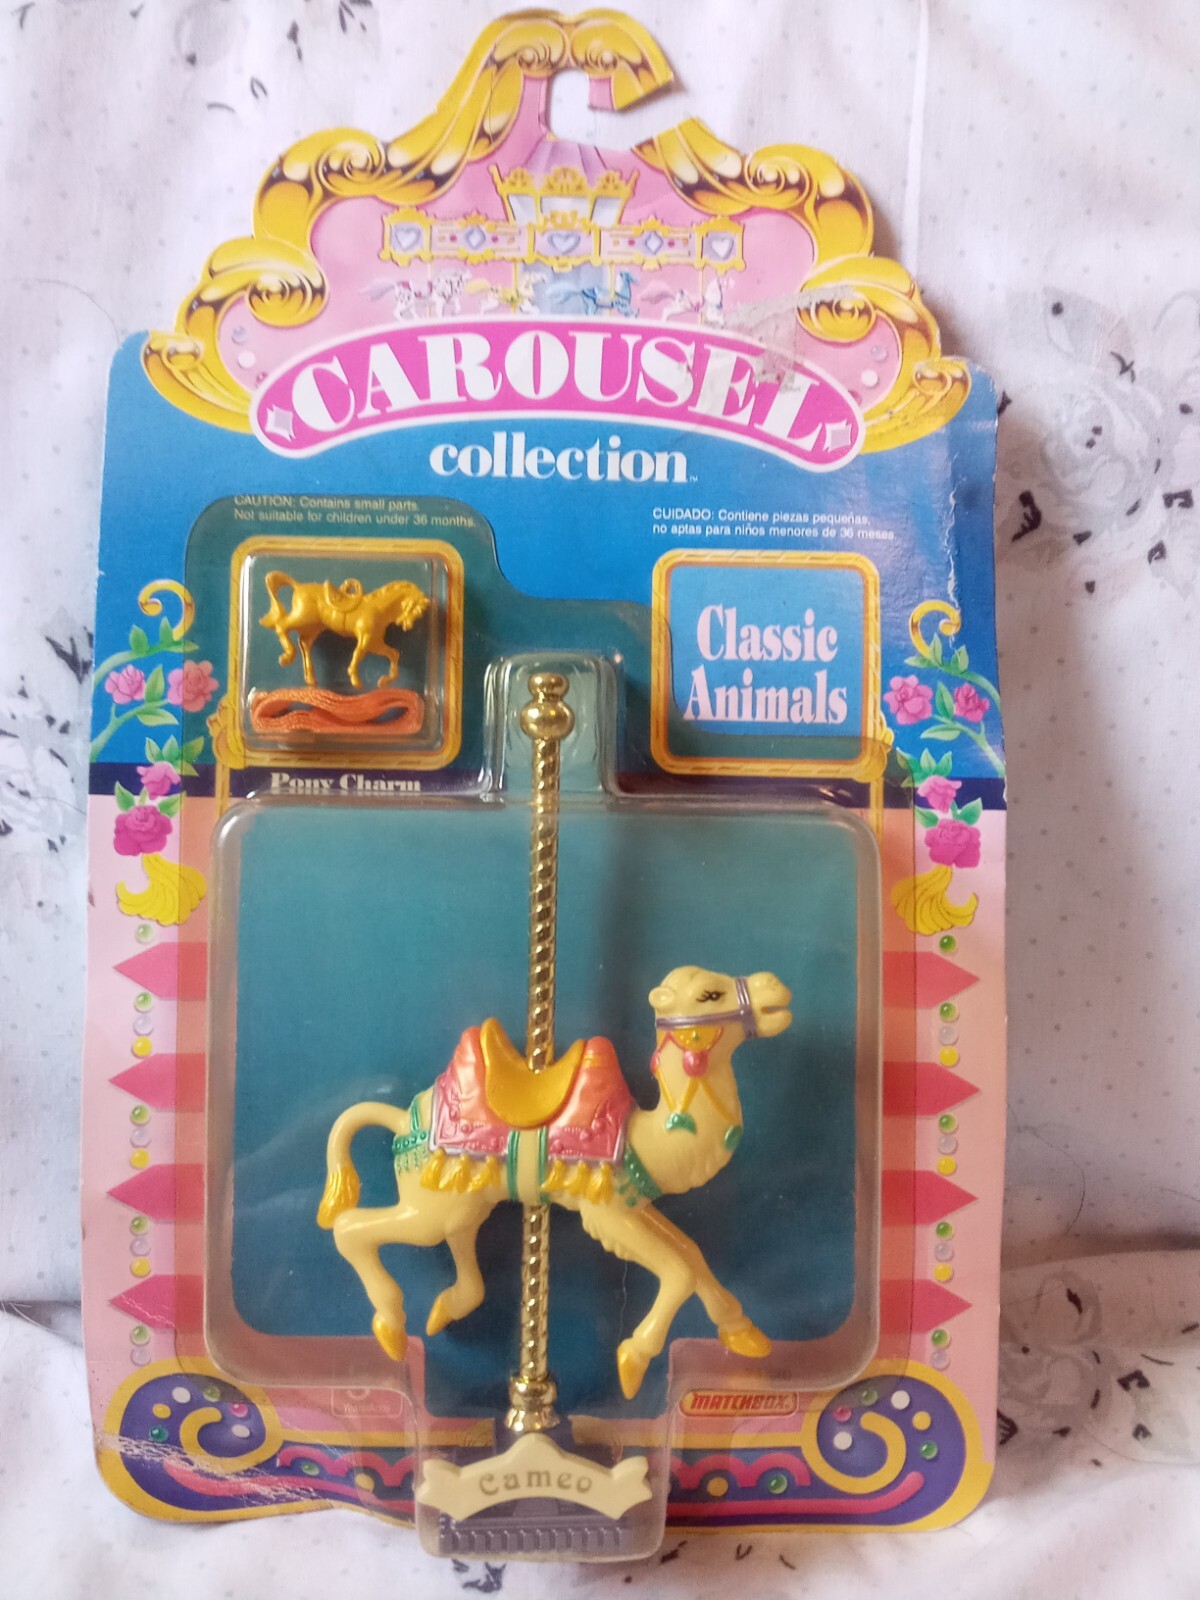 CAROUSEL
collection™
CAUTION: Contains small parts.
Not suitable for children under 36 months.
CUIDADO: Contiene piezas pequeñas,
no aptas para niños menores de 36 meses.
Classic
Animals
Pony Charm
MATCHBOX
Cameo